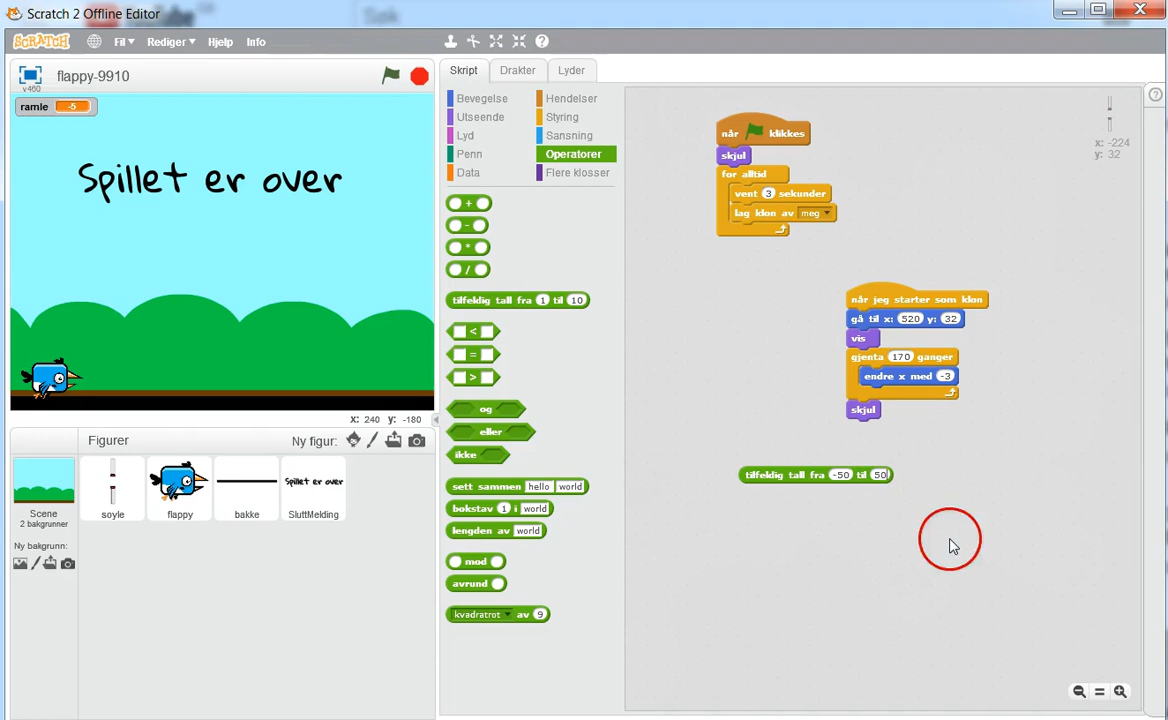 Scratch 2 Offline Editor
SCRATCH Fil Rediger Hjelp Info
flappy-9910
v460
ramle -5
Spillet er over
x: 240 y: -180
Figurer Ny figur:
Scene
2 bakgrunner
Ny bakgrunn:
soyle flappy bakke SluttMelding
Spillet er over
Skript Drakter Lyder
Bevegelse Hendelser
Utseende Styring
Lyd Sansning
Penn Operatorer
Data Flere klosser
+
-
*
/
tilfeldig tall fra 1 til 10
<
=
>
og
eller
ikke
sett sammen hello world
bokstav 1 i world
lengden av world
mod
avrund
kvadratrot av 9
når klikkes
skjul
for alltid
vent 3 sekunder
lag klon av meg
når jeg starter som klon
gå til x: 520 y: 32
vis
gjenta 170 ganger
endre x med -3
skjul
tilfeldig tall fra -50 til 50
x: -224
y: 32